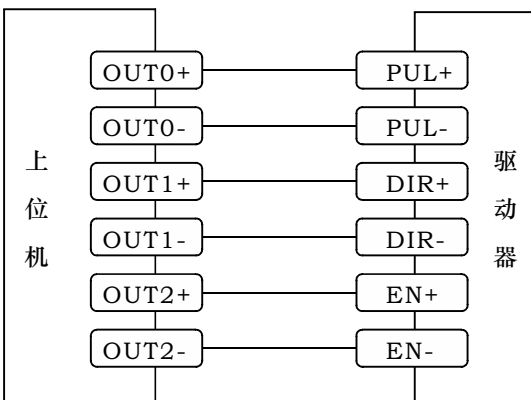 上位机
OUT0+ PUL+
OUT0- PUL-
OUT1+ DIR+
OUT1- DIR-
OUT2+ EN+
OUT2- EN-
驱动器